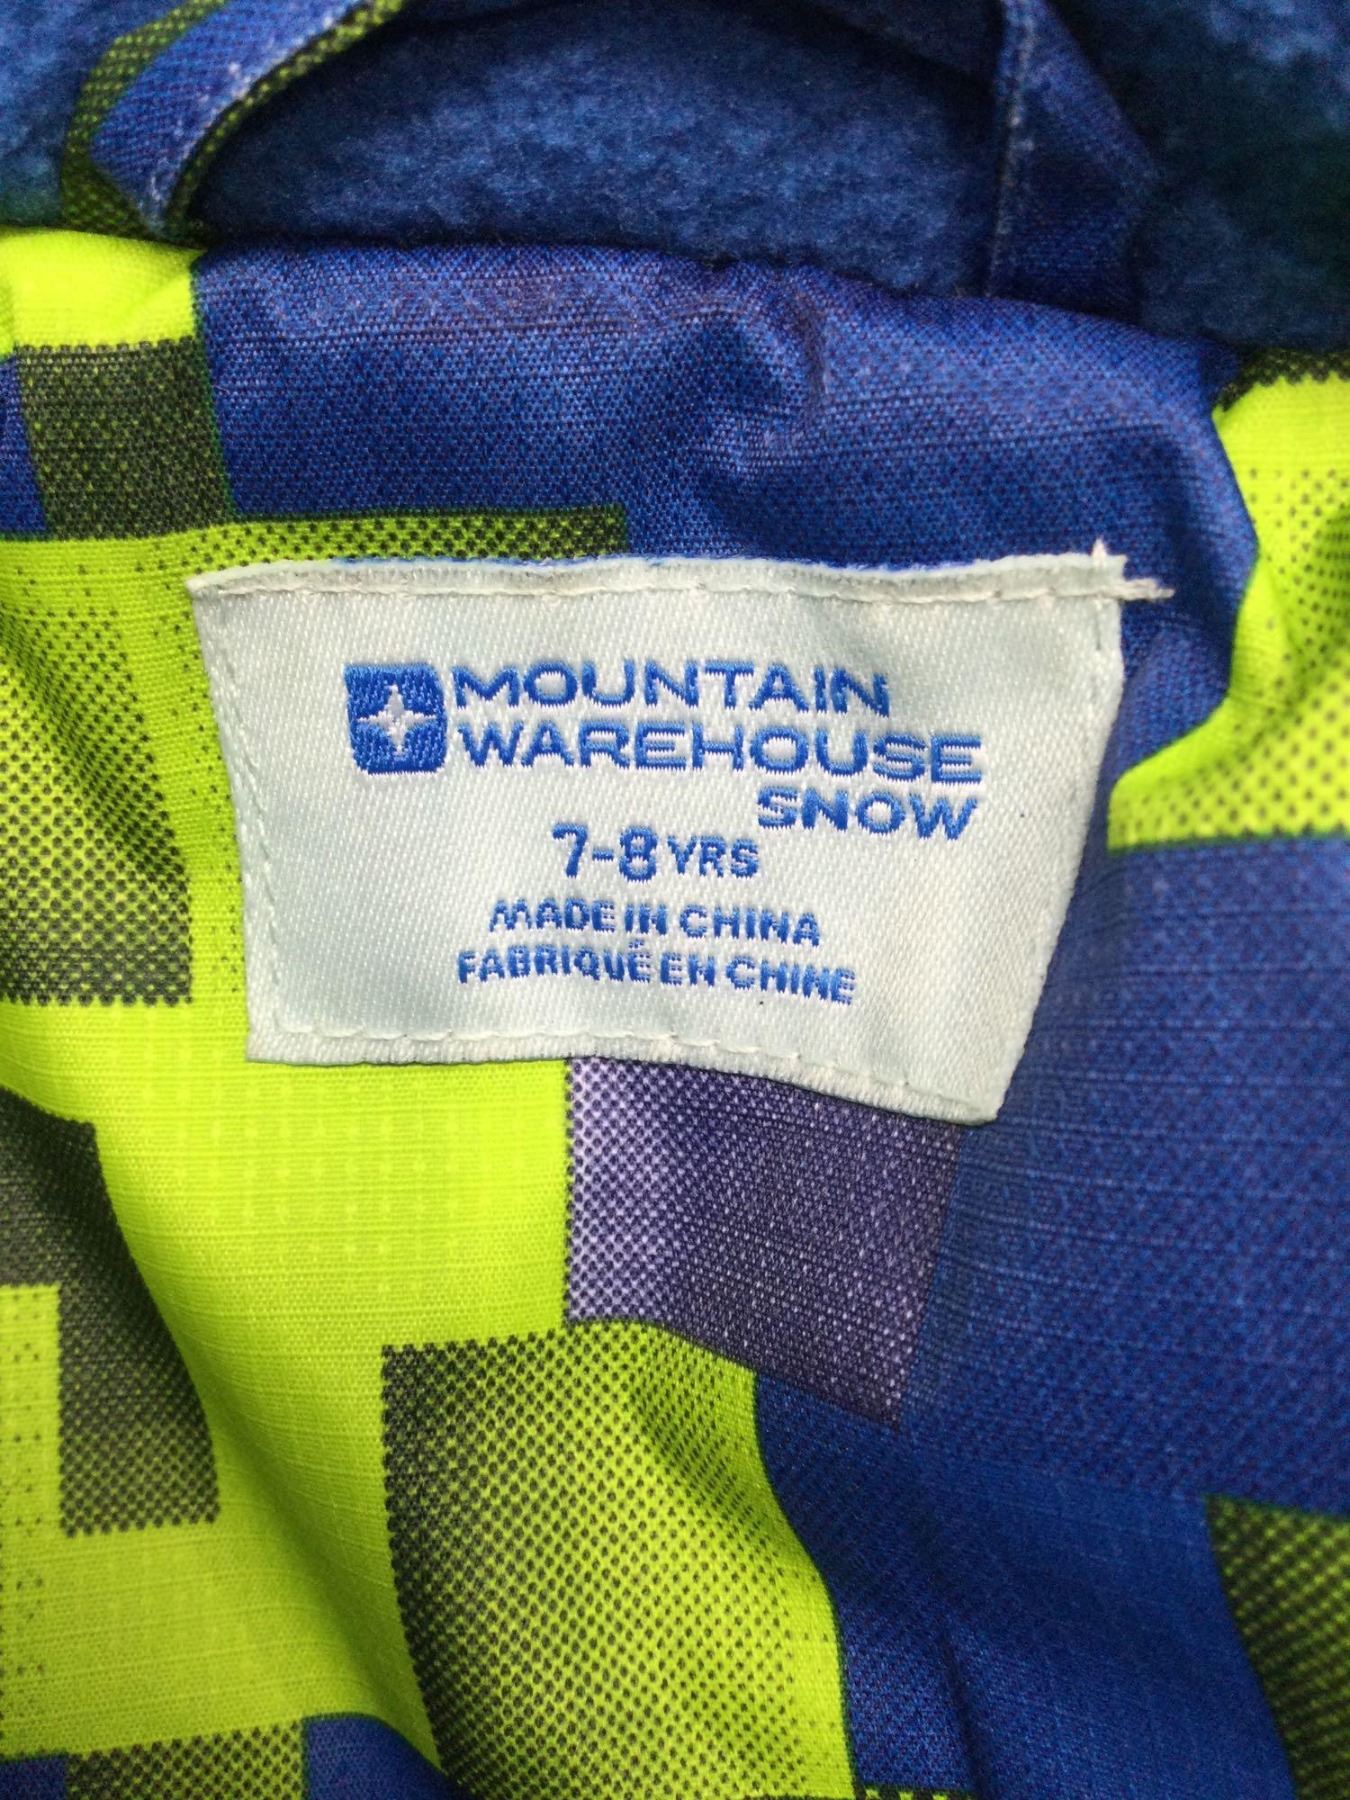 MOUNTAIN
WAREHOUSE
SNOW
7-8 YRS
MADE IN CHINA
FABRIQUÉ EN CHINE